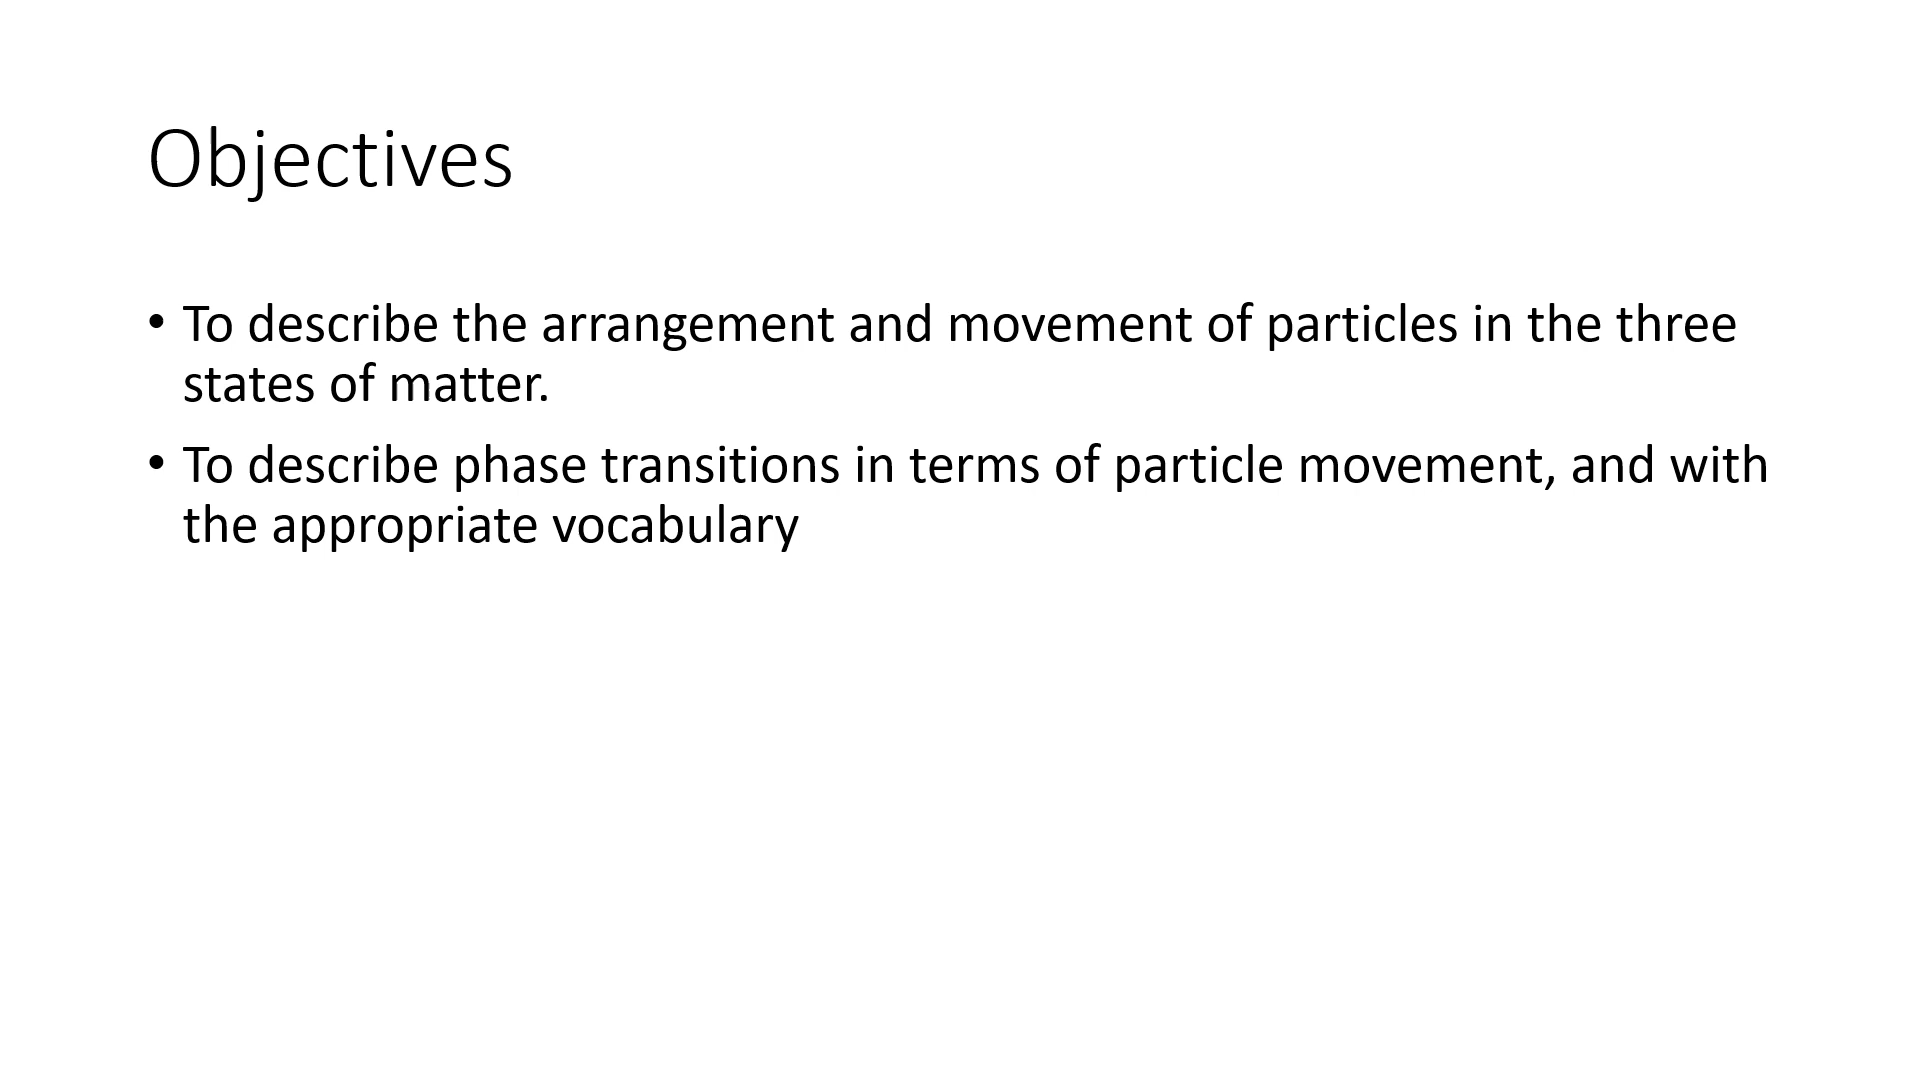 Objectives
• To describe the arrangement and movement of particles in the three
states of matter.
• To describe phase transitions in terms of particle movement, and with
the appropriate vocabulary